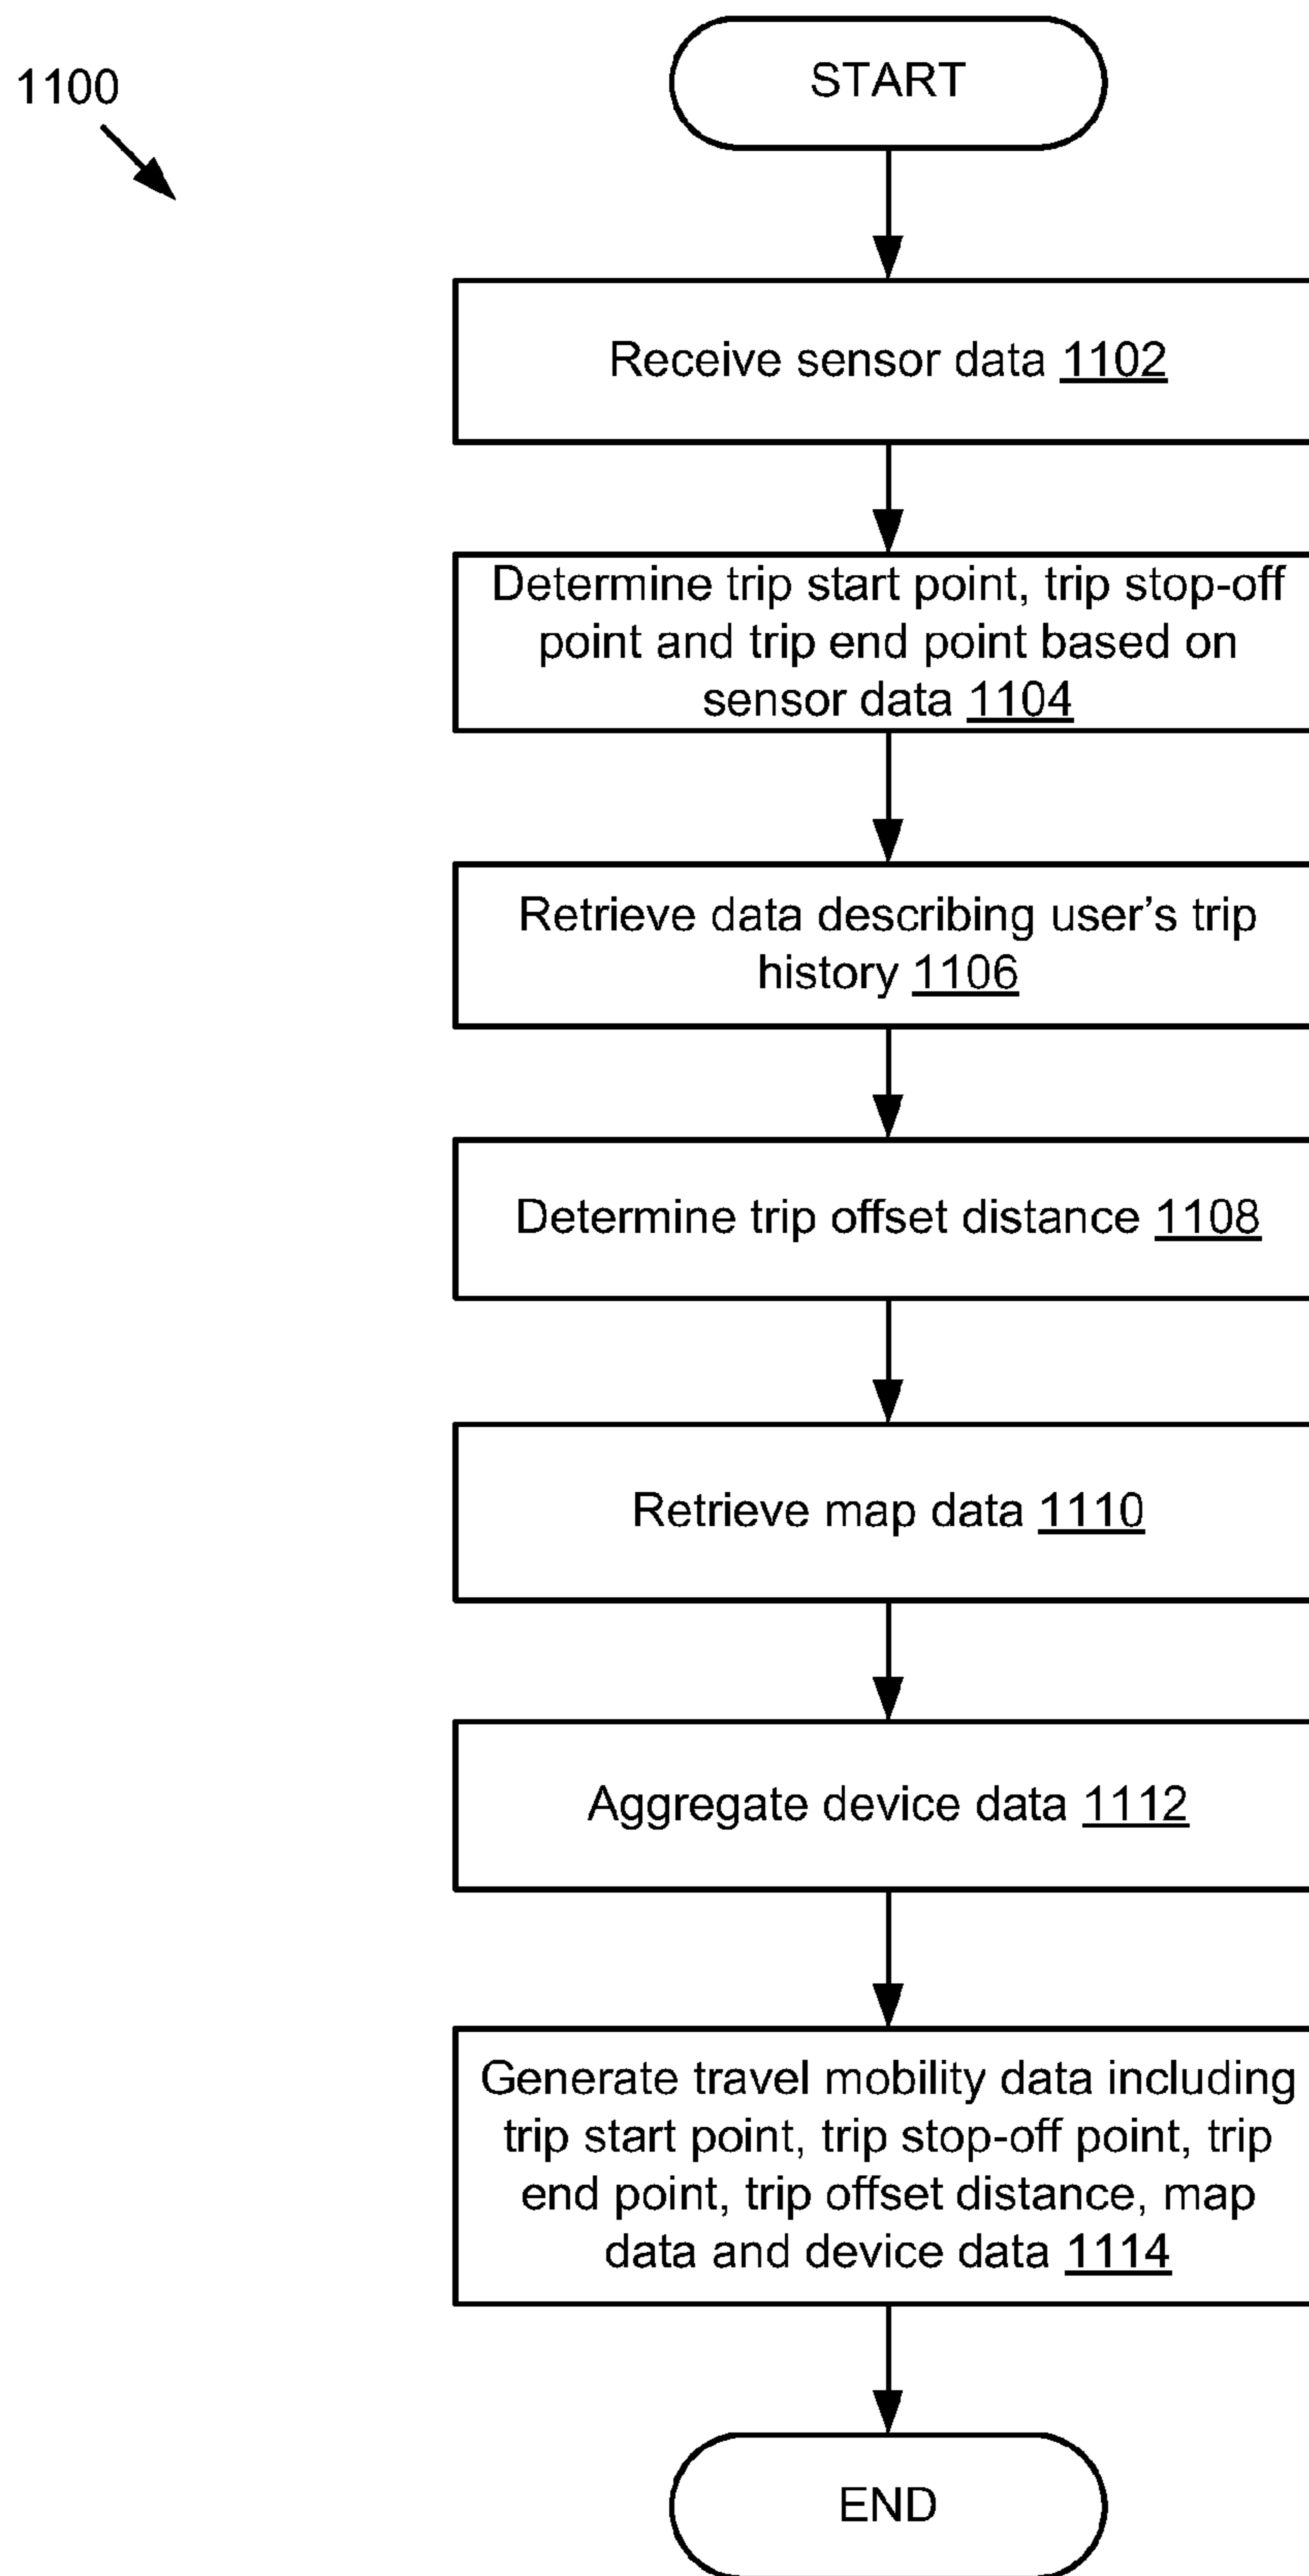 1100
START
Receive sensor data 1102
Determine trip start point, trip stop-off
point and trip end point based on
sensor data 1104
Retrieve data describing user’s trip
history 1106
Determine trip offset distance 1108
Retrieve map data 1110
Aggregate device data 1112
Generate travel mobility data including
trip start point, trip stop-off point, trip
end point, trip offset distance, map
data and device data 1114
END